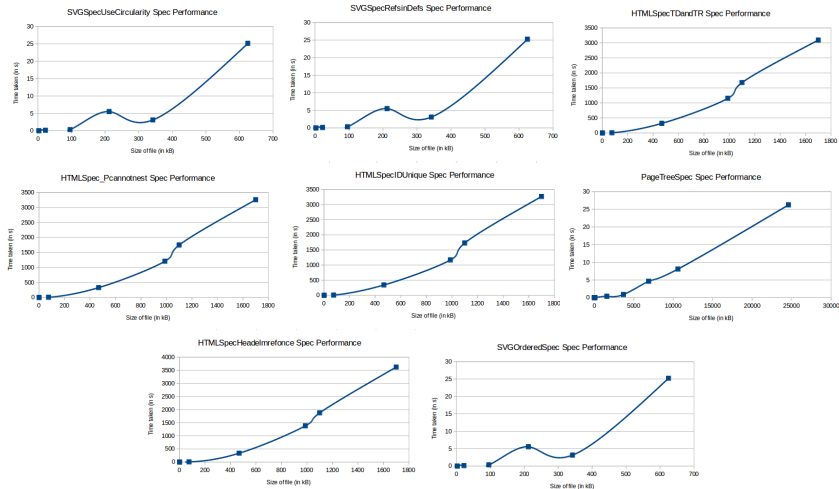 SVGSpecUseCircularity Spec Performance
Time taken (in s)
30
25
20
15
10
5
0
0 100 200 300 400 500 600 700
Size of file (in kB)
SVGSpecRefsinDefs Spec Performance
Time taken (in s)
30
25
20
15
10
5
0
0 100 200 300 400 500 600 700
Size of file (in kB)
HTMLSpecTDandTR Spec Performance
Time taken (in s)
3500
3000
2500
2000
1500
1000
500
0
0 200 400 600 800 1000 1200 1400 1600 1800
Size of file (in kB)
HTMLSpec_Pcannotnest Spec Performance
Time taken (in s)
3500
3000
2500
2000
1500
1000
500
0
0 200 400 600 800 1000 1200 1400 1600 1800
Size of file (in kB)
HTMLSpecIDUnique Spec Performance
Time taken (in s)
3500
3000
2500
2000
1500
1000
500
0
0 200 400 600 800 1000 1200 1400 1600 1800
Size of file (in kB)
PageTreeSpec Spec Performance
Time taken (in s)
30
25
20
15
10
5
0
0 5000 10000 15000 20000 25000 30000
Size of file (in kB)
HTMLSpecHeadeImrefonce Spec Performance
Time taken (in s)
4000
3500
3000
2500
2000
1500
1000
500
0
0 200 400 600 800 1000 1200 1400 1600 1800
Size of file (in kB)
SVGOrderedSpec Spec Performance
Time taken (in s)
30
25
20
15
10
5
0
0 100 200 300 400 500 600 700
Size of file (in kB)